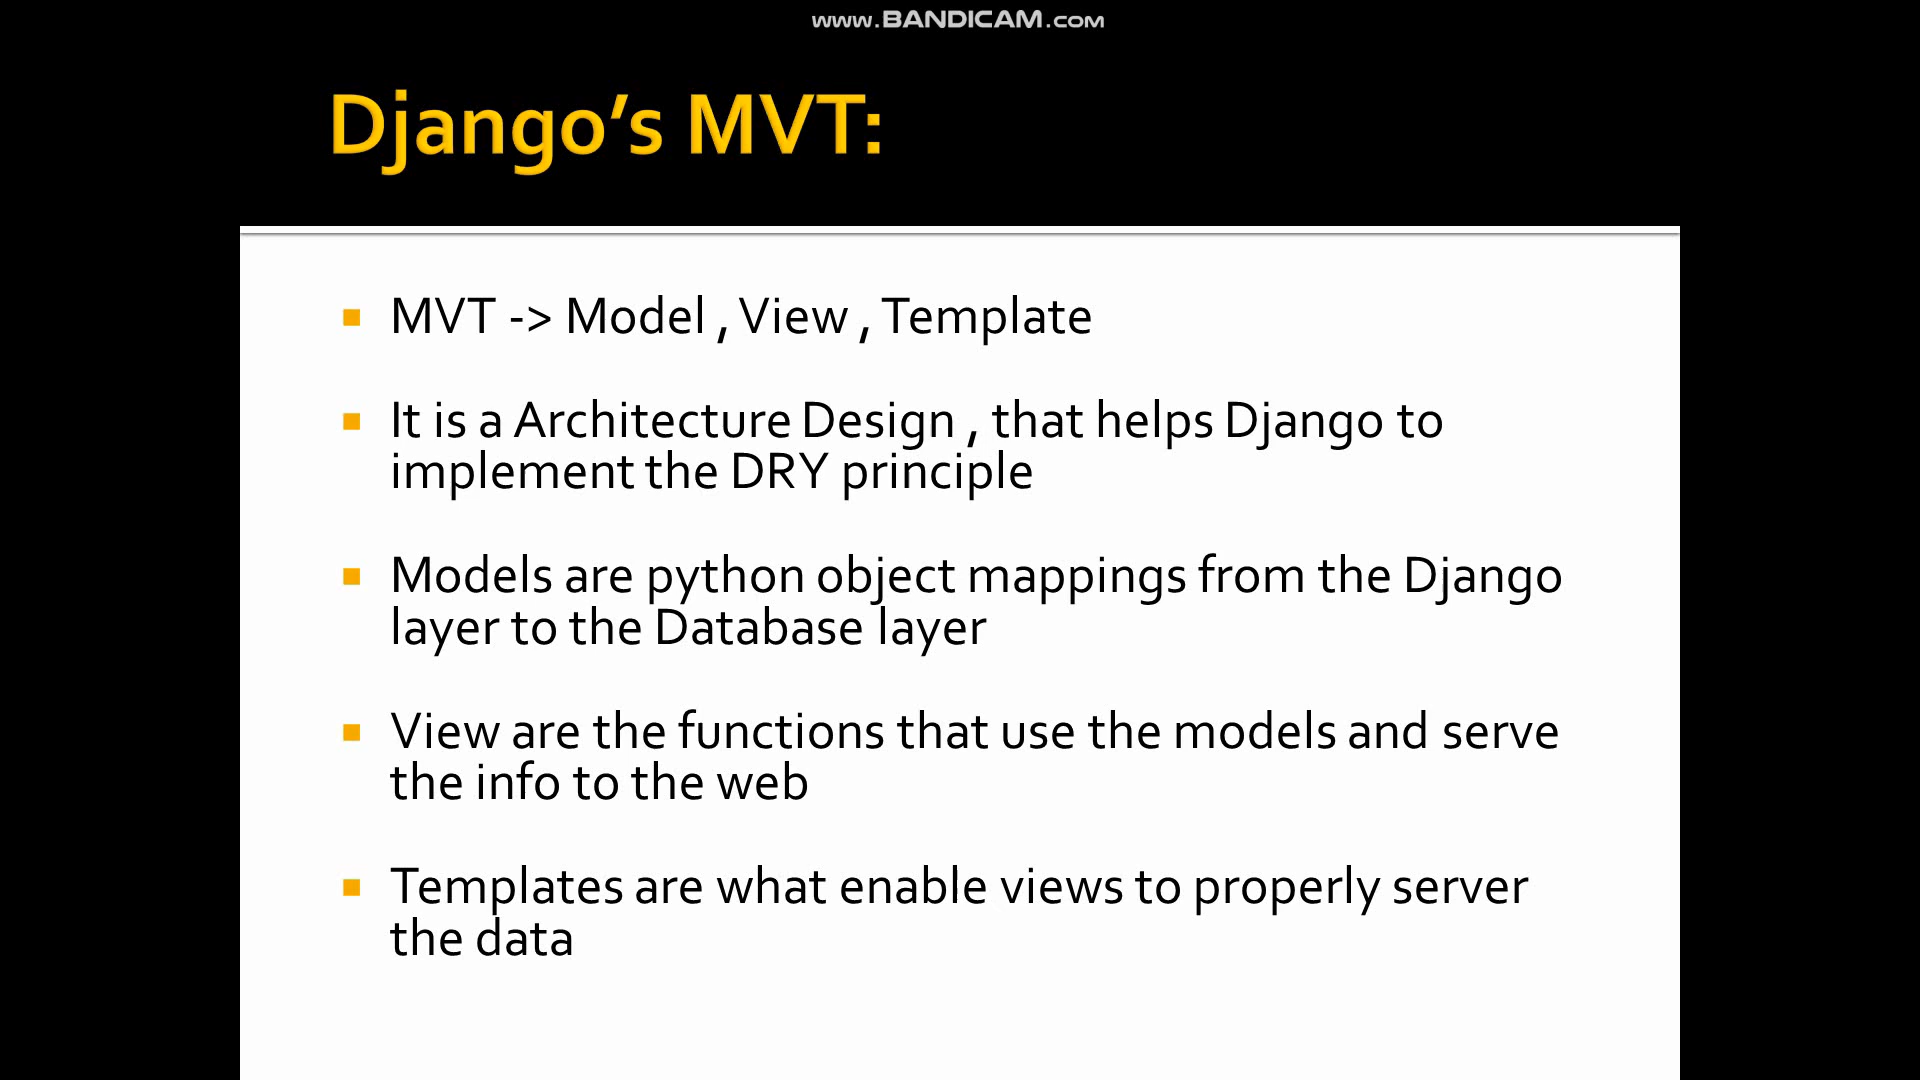 www.BANDICAM.COM
Django’s MVT:
MVT -> Model , View , Template
It is a Architecture Design , that helps Django to
implement the DRY principle
Models are python object mappings from the Django
layer to the Database layer
View are the functions that use the models and serve
the info to the web
Templates are what enable views to properly server
the data